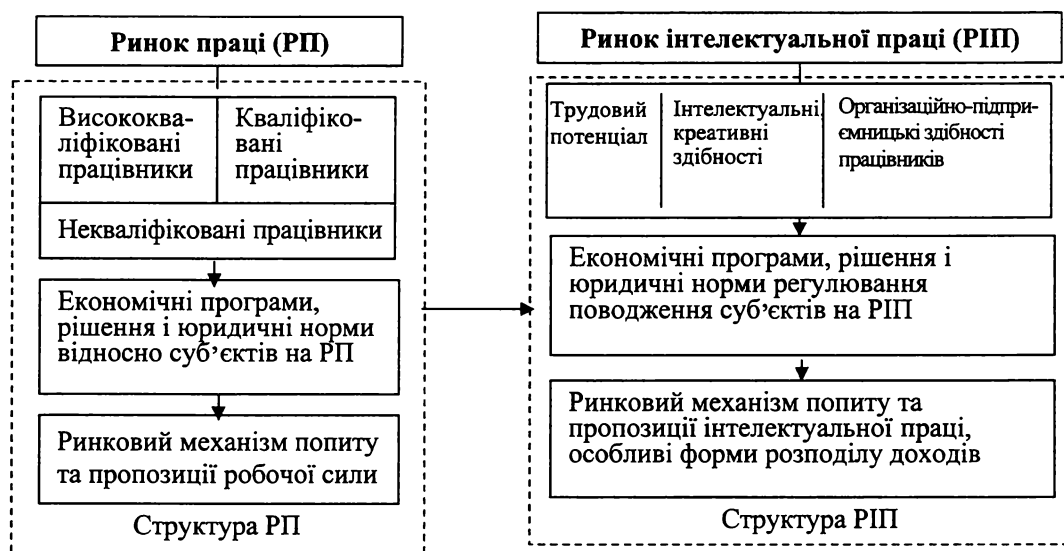 Ринок праці (РП)
Висококва-
ліфіковані
працівники
Кваліфіко-
вані
працівники
Некваліфіковані працівники
Економічні програми,
рішення і юридичні норми
відносно суб’єктів на РП
Ринковий механізм попиту
та пропозиції робочої сили
Структура РП
Ринок інтелектуальної праці (РІП)
Трудовий
потенціал
Інтелектуальні,
креативні
здібності
Організаційно-підпри-
ємницькі здібності
працівників
Економічні програми, рішення і
юридичні норми регулювання
поводження суб’єктів на РІП
Ринковий механізм попиту та
пропозиції інтелектуальної праці,
особливі форми розподілу доходів
Структура РІП